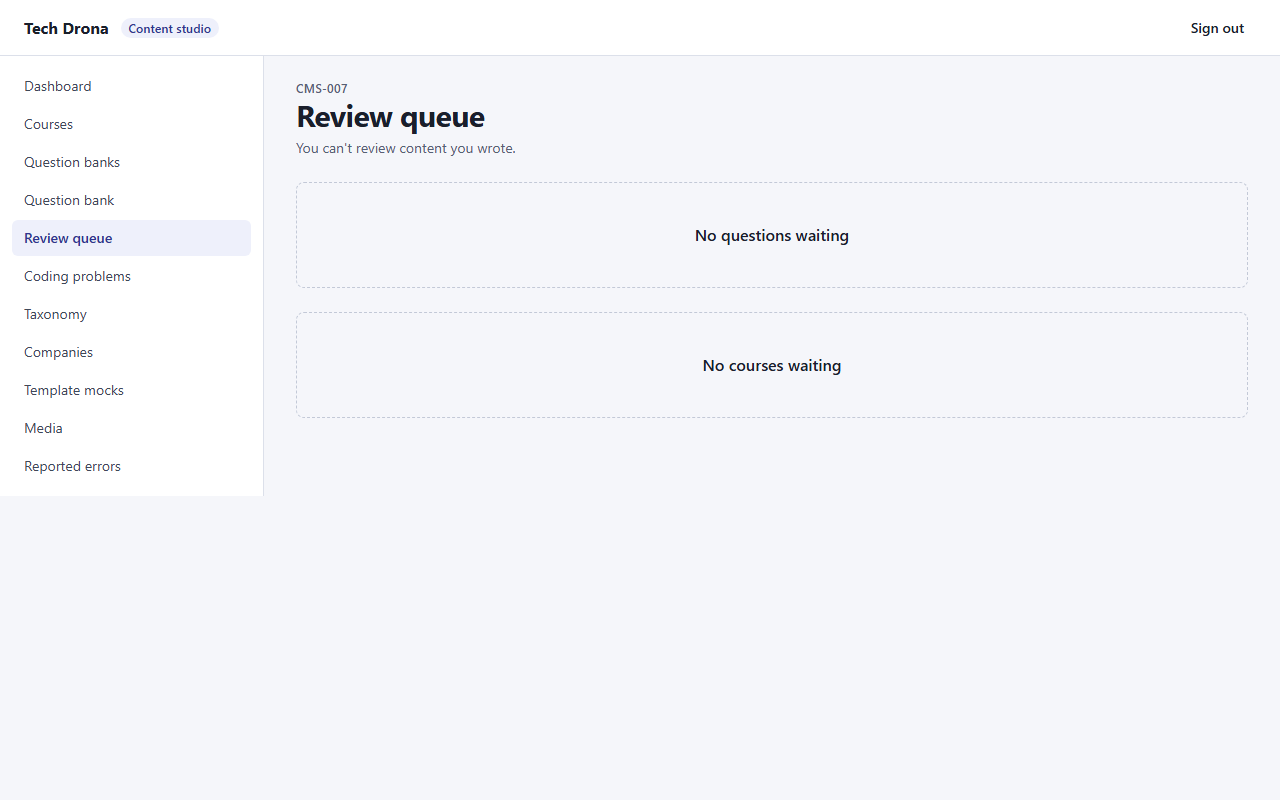 Tech Drona
Content studio
Sign out
Dashboard
Courses
Question banks
Question bank
Review queue
Coding problems
Taxonomy
Companies
Template mocks
Media
Reported errors
CMS-007
Review queue
You can't review content you wrote.
No questions waiting
No courses waiting